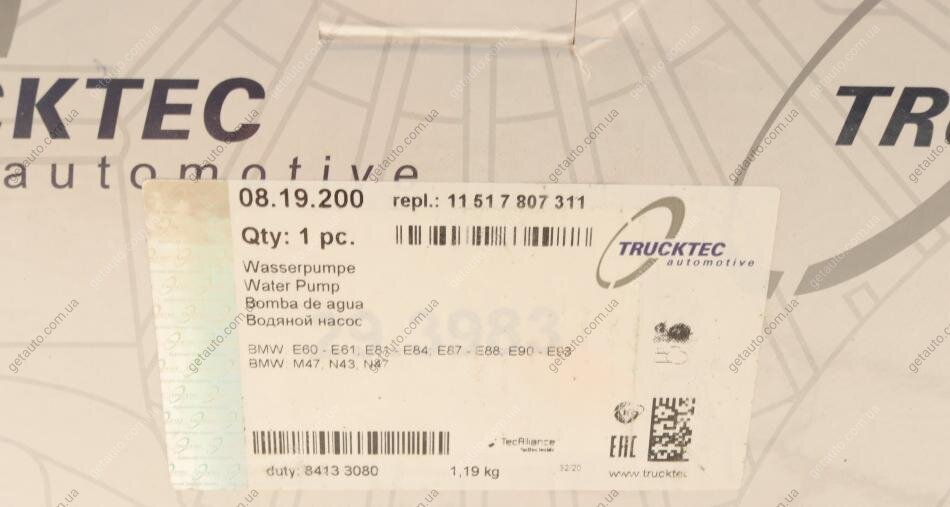 CKTEC
automotive
TR
08.19.200 repl.: 11 51 7 807 311
Qty: 1 pc.
TRUCKTEC
automotive
Wasserpumpe
Water Pump
Bomba de agua
Водяной насос
BMW: E60 - E61; E81 - E84; E87 - E88; E90 - E93
BMW: M47, N43, N47
TecAlliance
EAC
duty: 8413 3080 1,19 kg 32/20
www.trucktec
getauto.com.ua